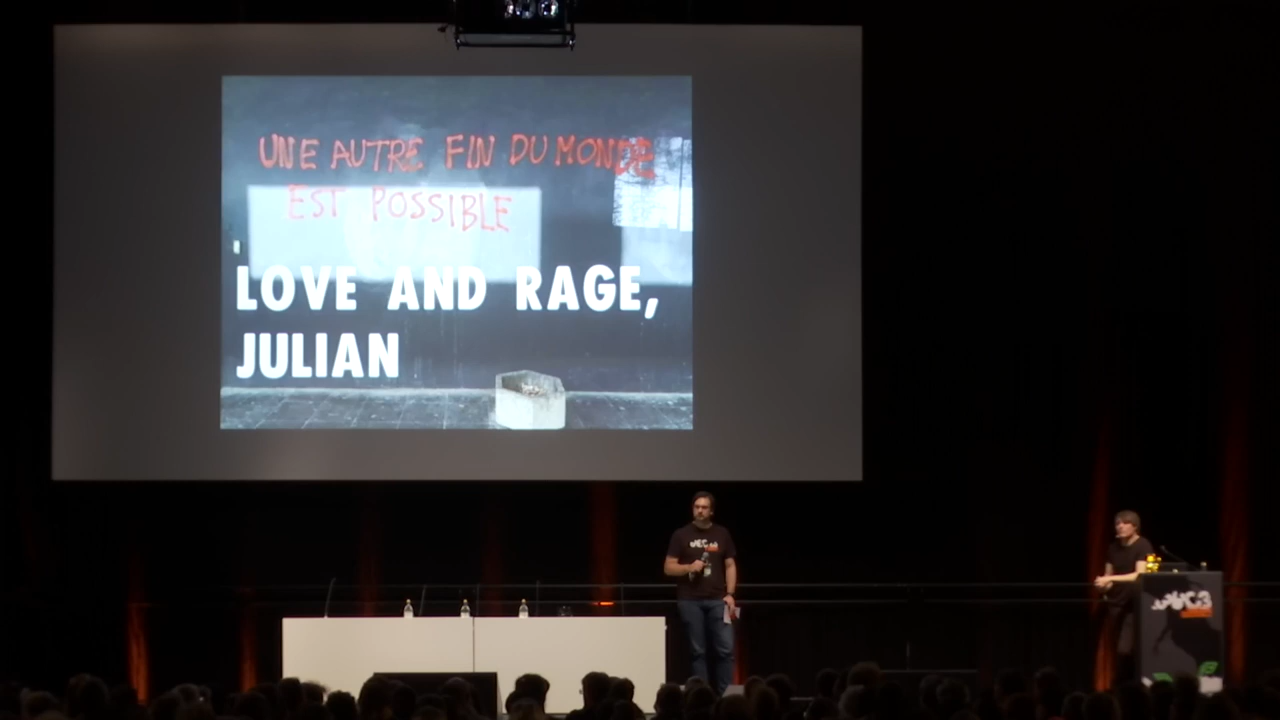 UNE AUTRE FIN DU MONDE
EST POSSIBLE
LOVE AND RAGE,
JULIAN